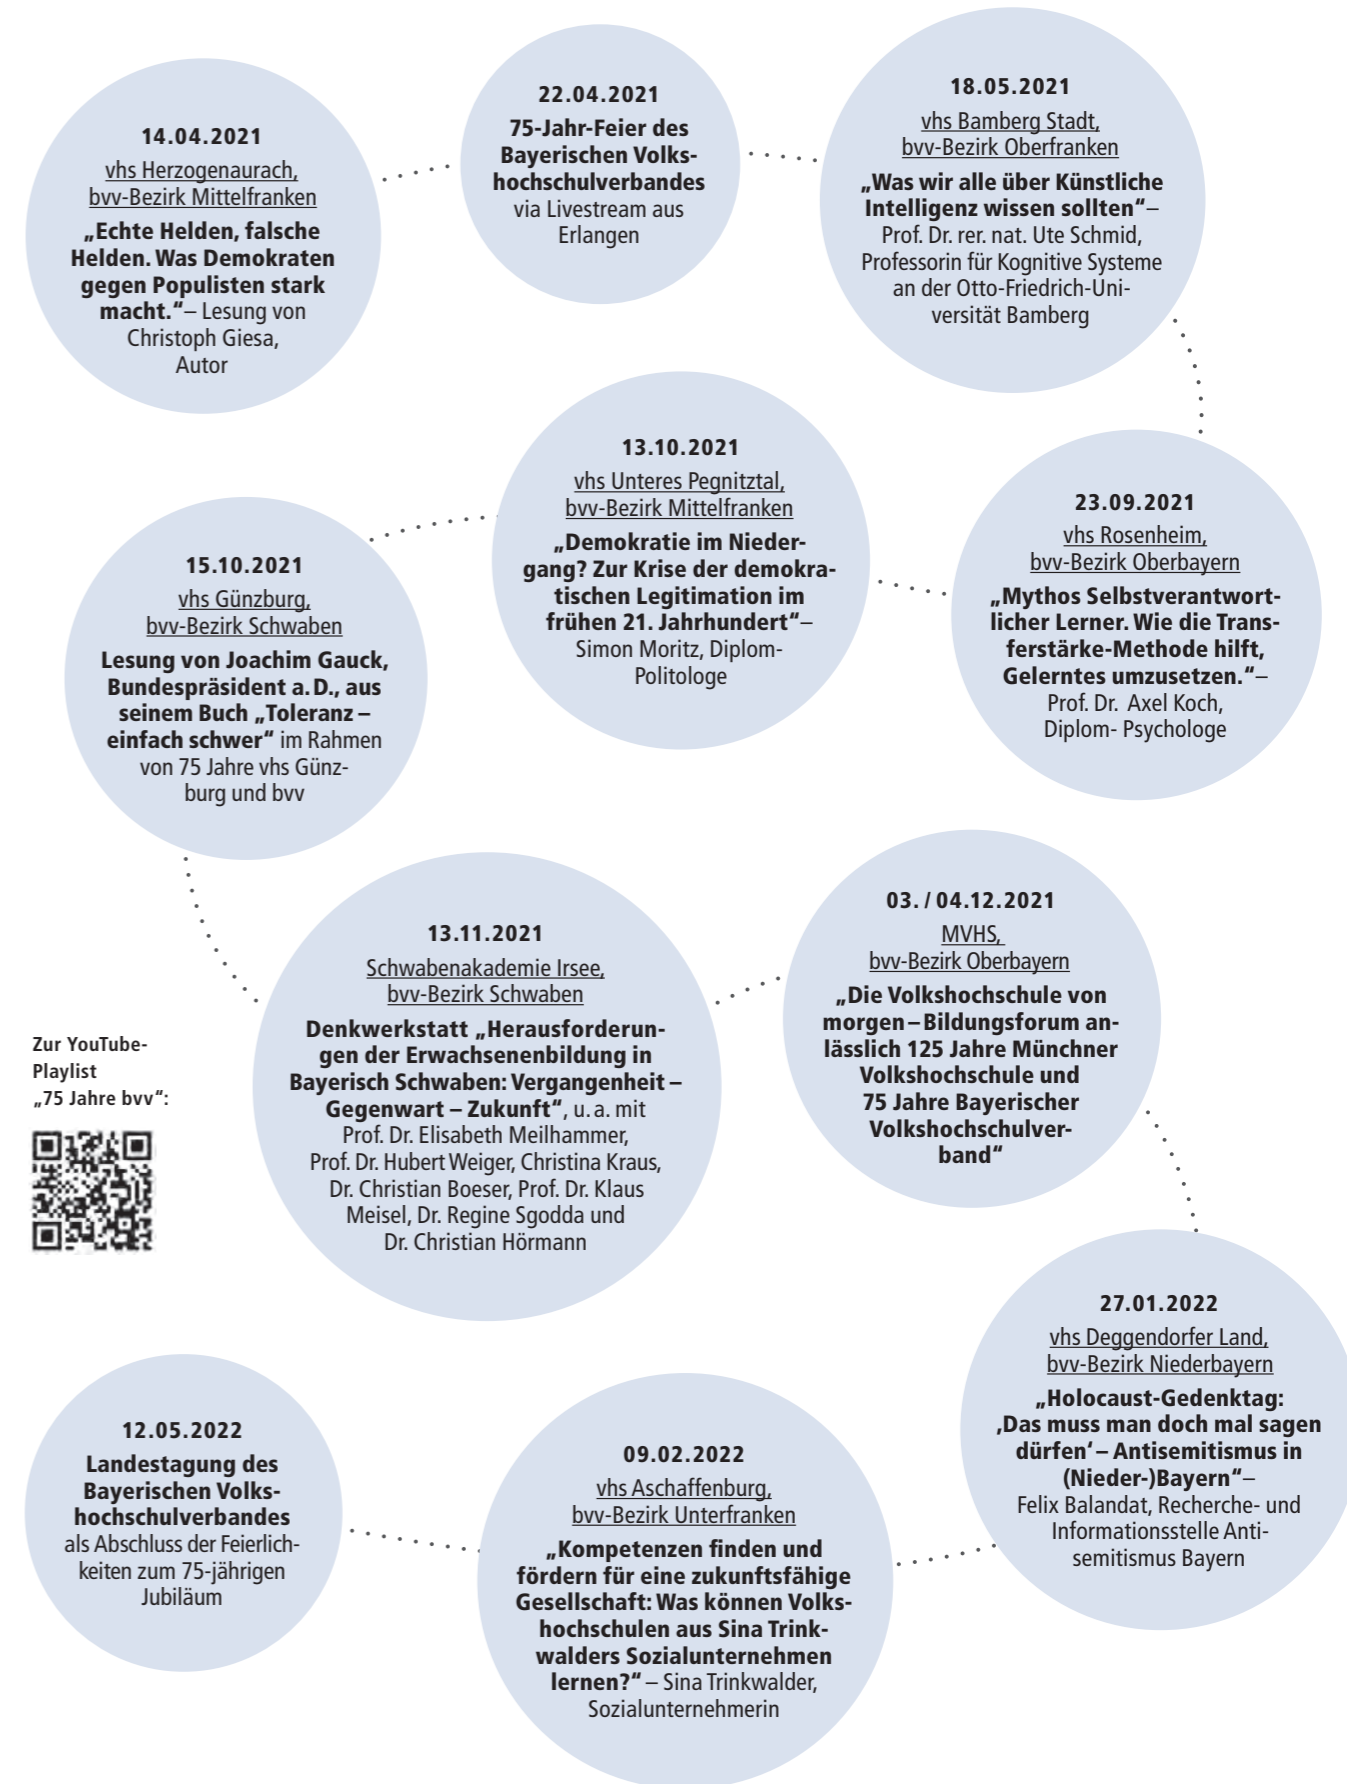 14.04.2021
vhs Herzogenaurach,
bvv-Bezirk Mittelfranken
„Echte Helden, falsche
Helden. Was Demokraten
gegen Populisten stark
macht.“– Lesung von
Christoph Giesa,
Autor
22.04.2021
75-Jahr-Feier des
Bayerischen Volks-
hochschulverbandes
via Livestream aus
Erlangen
18.05.2021
vhs Bamberg Stadt,
bvv-Bezirk Oberfranken
„Was wir alle über Künstliche
Intelligenz wissen sollten“–
Prof. Dr. rer. nat. Ute Schmid,
Professorin für Kognitive Systeme
an der Otto-Friedrich-Uni-
versität Bamberg
23.09.2021
vhs Rosenheim,
bvv-Bezirk Oberbayern
„Mythos Selbstverantwort-
licher Lerner. Wie die Trans-
ferstärke-Methode hilft,
Gelerntes umzusetzen.“–
Prof. Dr. Axel Koch,
Diplom- Psychologe
13.10.2021
vhs Unteres Pegnitztal,
bvv-Bezirk Mittelfranken
„Demokratie im Nieder-
gang? Zur Krise der demokra-
tischen Legitimation im
frühen 21. Jahrhundert“–
Simon Moritz, Diplom-
Politologe
15.10.2021
vhs Günzburg,
bvv-Bezirk Schwaben
Lesung von Joachim Gauck,
Bundespräsident a. D., aus
seinem Buch „Toleranz –
einfach schwer“ im Rahmen
von 75 Jahre vhs Günz-
burg und bvv
13.11.2021
Schwabenakademie Irsee,
bvv-Bezirk Schwaben
Denkwerkstatt „Herausforderun-
gen der Erwachsenenbildung in
Bayerisch Schwaben: Vergangenheit –
Gegenwart – Zukunft“, u. a. mit
Prof. Dr. Elisabeth Meilhammer,
Prof. Dr. Hubert Weiger, Christina Kraus,
Dr. Christian Boeser, Prof. Dr. Klaus
Meisel, Dr. Regine Sgodda und
Dr. Christian Hörmann
03. / 04.12.2021
MVHS,
bvv-Bezirk Oberbayern
„Die Volkshochschule von
morgen – Bildungsforum an-
lässlich 125 Jahre Münchner
Volkshochschule und
75 Jahre Bayerischer
Volkshochschulver-
band“
Zur YouTube-
Playlist
„75 Jahre bvv“:
27.01.2022
vhs Deggendorfer Land,
bvv-Bezirk Niederbayern
„Holocaust-Gedenktag:
‚Das muss man doch mal sagen
dürfen‘ – Antisemitismus in
(Nieder-)Bayern“–
Felix Balandat, Recherche- und
Informationsstelle Anti-
semitismus Bayern
09.02.2022
vhs Aschaffenburg,
bvv-Bezirk Unterfranken
„Kompetenzen finden und
fördern für eine zukunftsfähige
Gesellschaft: Was können Volks-
hochschulen aus Sina Trink-
walders Sozialunternehmen
lernen?“ – Sina Trinkwalder,
Sozialunternehmerin
12.05.2022
Landestagung des
Bayerischen Volks-
hochschulverbandes
als Abschluss der Feierlich-
keiten zum 75-jährigen
Jubiläum